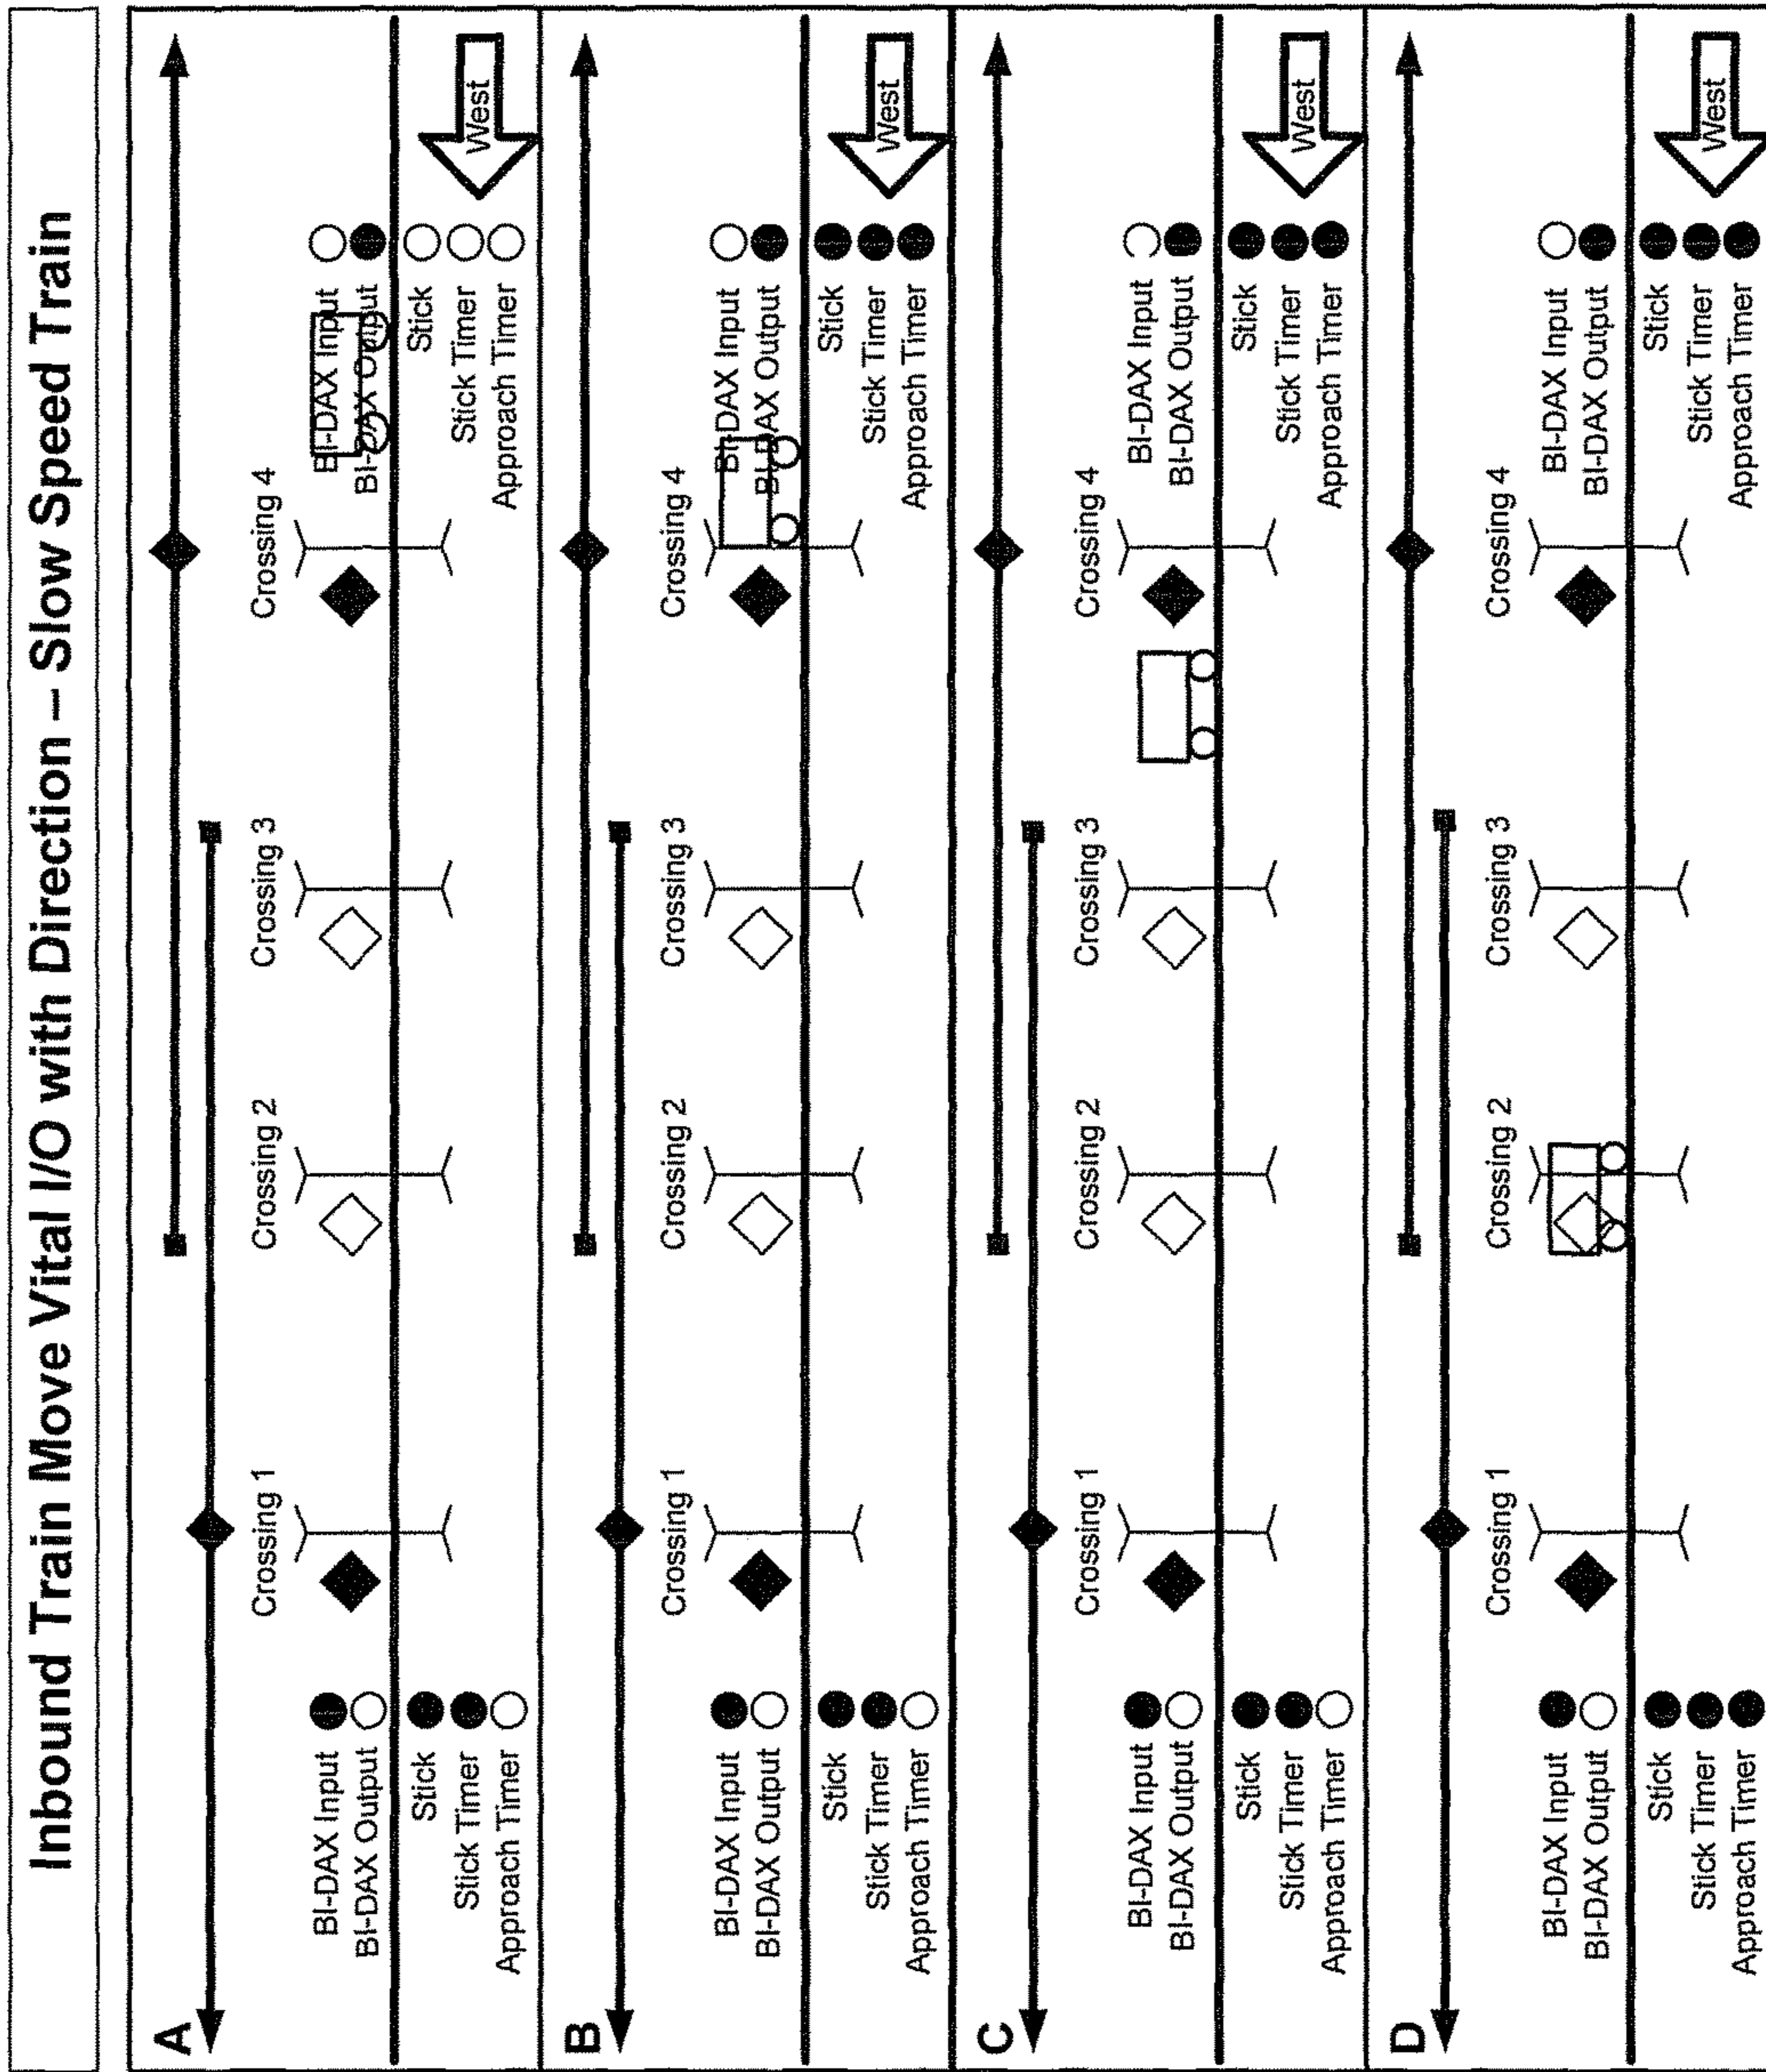 Inbound Train Move Vital I/O with Direction – Slow Speed Train
A
Crossing 1
Crossing 2
Crossing 3
Crossing 4
BI-DAX Input
BI-DAX Output
Stick
Stick Timer
Approach Timer
BI-DAX Input
BI-DAX Output
Stick
Stick Timer
Approach Timer
West
B
Crossing 1
Crossing 2
Crossing 3
Crossing 4
BI-DAX Input
BI-DAX Output
Stick
Stick Timer
Approach Timer
BI-DAX Input
BI-DAX Output
Stick
Stick Timer
Approach Timer
West
C
Crossing 1
Crossing 2
Crossing 3
Crossing 4
BI-DAX Input
BI-DAX Output
Stick
Stick Timer
Approach Timer
BI-DAX Input
BI-DAX Output
Stick
Stick Timer
Approach Timer
West
D
Crossing 1
Crossing 2
Crossing 3
Crossing 4
BI-DAX Input
BI-DAX Output
Stick
Stick Timer
Approach Timer
BI-DAX Input
BI-DAX Output
Stick
Stick Timer
Approach Timer
West